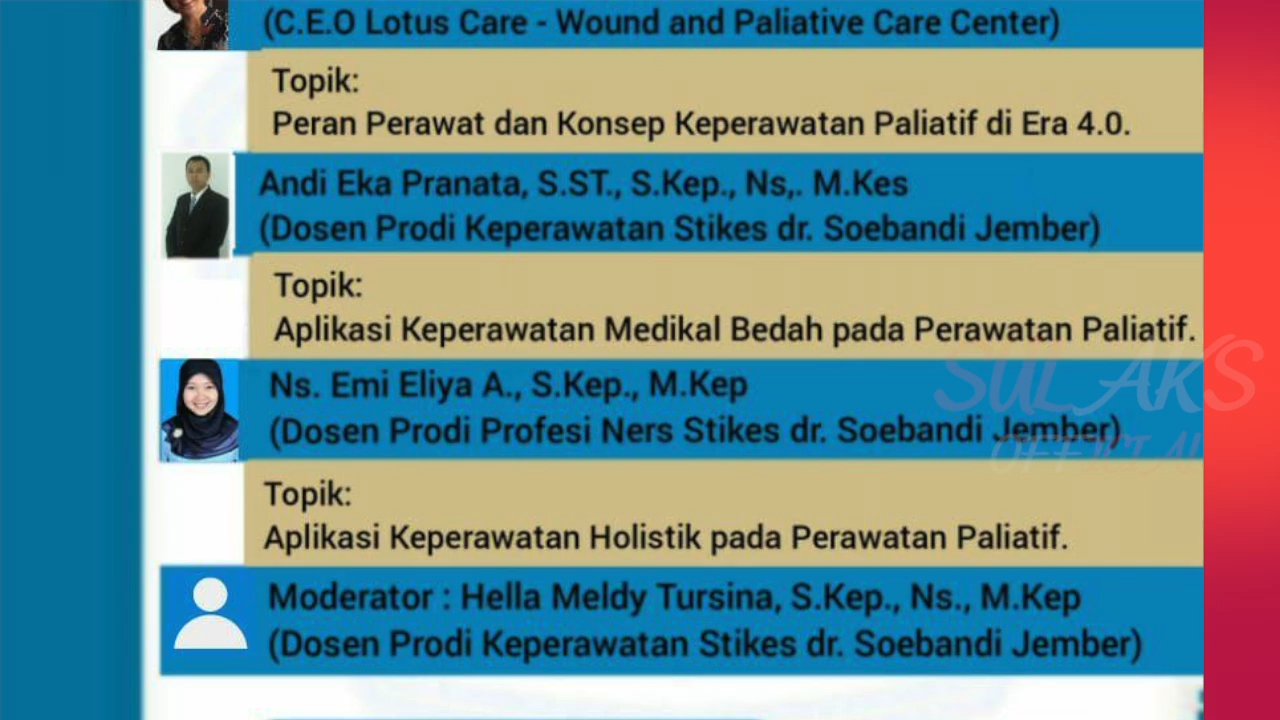 (C.E.O Lotus Care - Wound and Paliative Care Center)
Topik:
Peran Perawat dan Konsep Keperawatan Paliatif di Era 4.0.
Andi Eka Pranata, S.ST., S.Kep., Ns,. M.Kes
(Dosen Prodi Keperawatan Stikes dr. Soebandi Jember)
Topik:
Aplikasi Keperawatan Medikal Bedah pada Perawatan Paliatif.
Ns. Emi Eliya A., S.Kep., M.Kep
(Dosen Prodi Profesi Ners Stikes dr. Soebandi Jember)
SULAKS
OFFICIAL
Topik:
Aplikasi Keperawatan Holistik pada Perawatan Paliatif.
Moderator : Hella Meldy Tursina, S.Kep., Ns., M.Kep
(Dosen Prodi Keperawatan Stikes dr. Soebandi Jember)